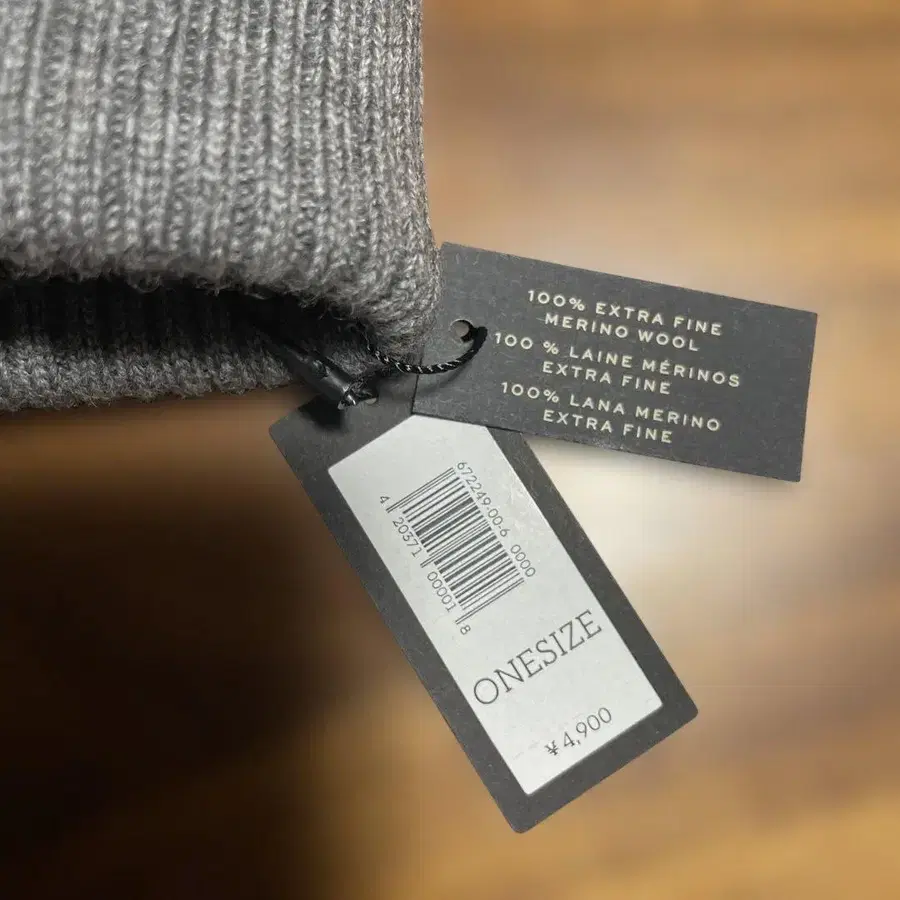 100% EXTRA FINE
MERINO WOOL
100 % LAINE MÉRINOS
EXTRA FINE
100% LANA MERINO
EXTRA FINE
672249-00-6 0000
4 20371 00001 8
ONESIZE
¥4,900